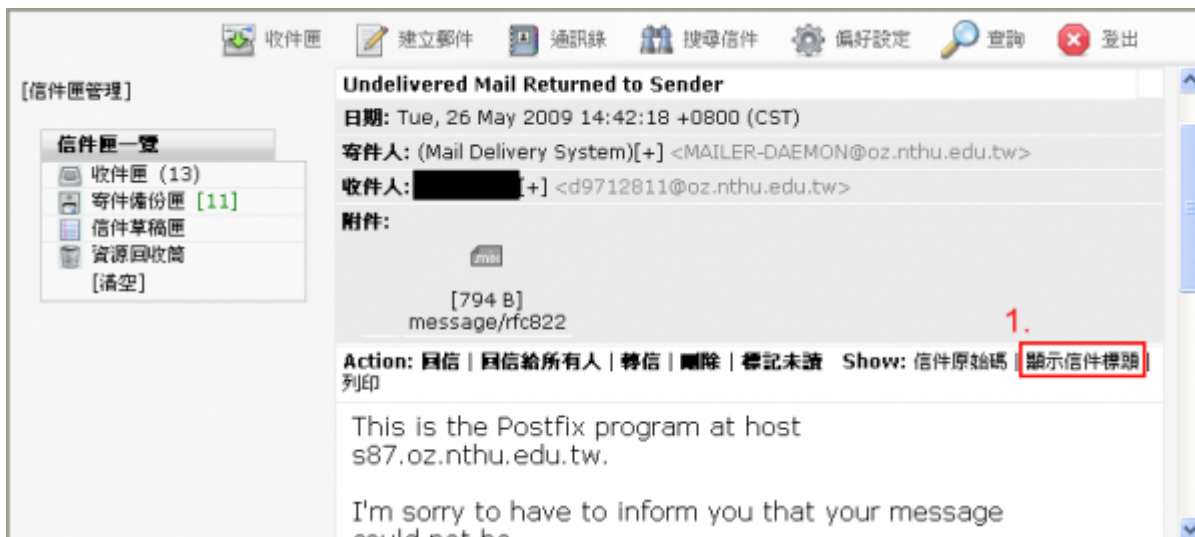 收件匣 建立郵件 通訊錄 搜尋信件 偏好設定 查詢 登出
[信件匣管理]
信件匣一覽
收件匣 (13)
寄件備份匣 [11]
信件草稿匣
資源回收筒
[清空]
Undelivered Mail Returned to Sender
日期: Tue, 26 May 2009 14:42:18 +0800 (CST)
寄件人: (Mail Delivery System)[+] <MAILER-DAEMON@oz.nthu.edu.tw>
收件人: [+] <d9712811@oz.nthu.edu.tw>
附件:
[794 B]
message/rfc822
1.
Action: 回信 | 回信給所有人 | 轉信 | 刪除 | 標記未讀 Show: 信件原始碼 | 顯示信件標頭 |
列印
This is the Postfix program at host
s87.oz.nthu.edu.tw.
I'm sorry to have to inform you that your message
could not be